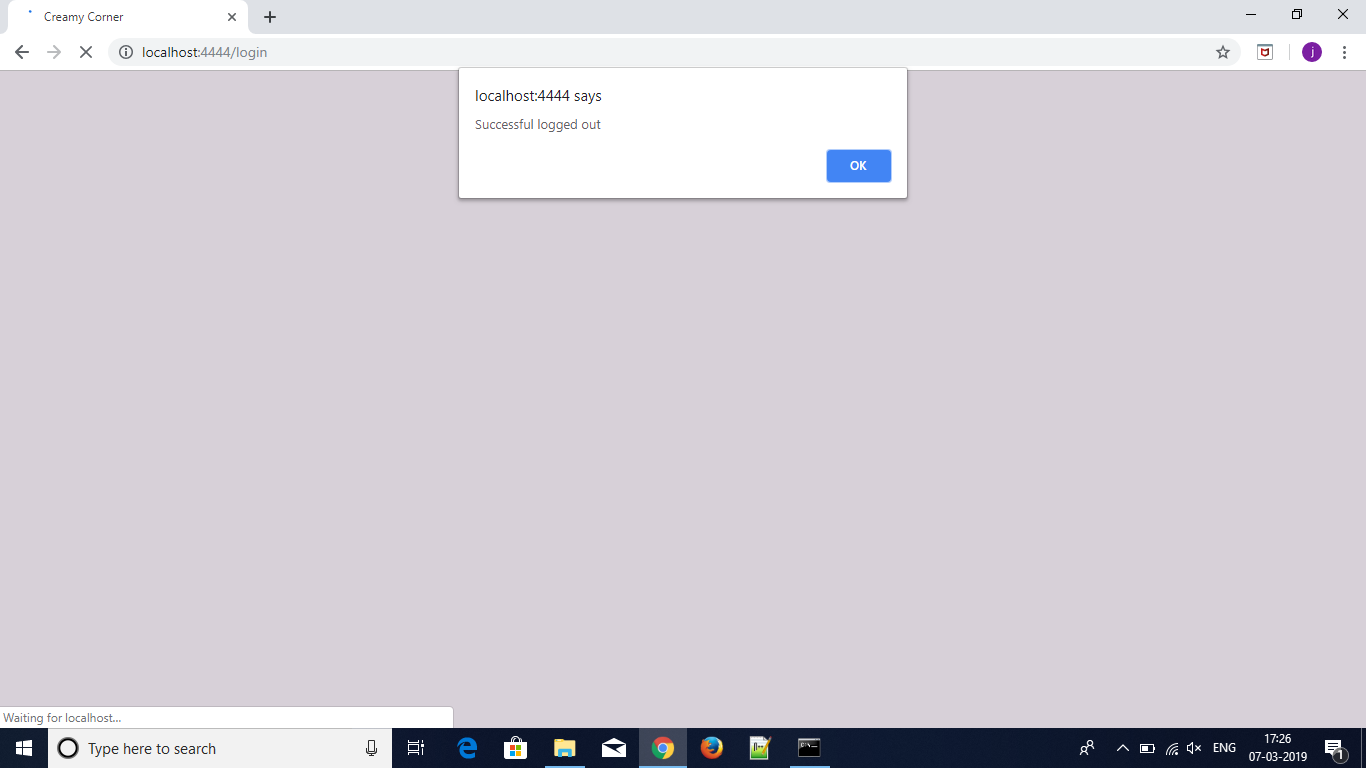 Creamy Corner
localhost:4444/login
j
localhost:4444 says
Successful logged out
OK
Waiting for localhost...
Type here to search
ENG
17:26
07-03-2019
1